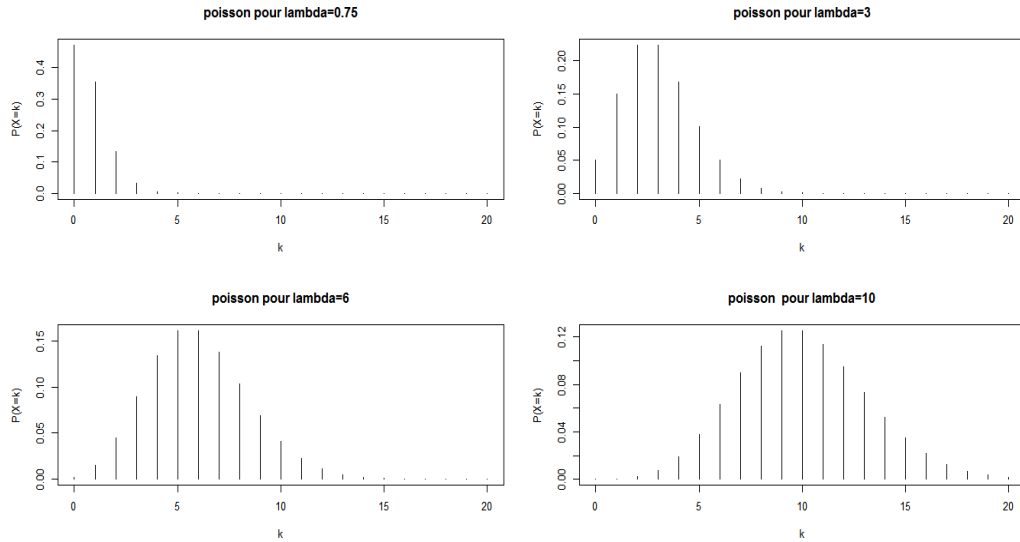 poisson pour lambda=0.75
P(X=k)
0.0 0.1 0.2 0.3 0.4
0 5 10 15 20
k
poisson pour lambda=3
P(X=k)
0.00 0.05 0.10 0.15 0.20
0 5 10 15 20
k
poisson pour lambda=6
P(X=k)
0.00 0.05 0.10 0.15
0 5 10 15 20
k
poisson  pour lambda=10
P(X=k)
0.00 0.04 0.08 0.12
0 5 10 15 20
k